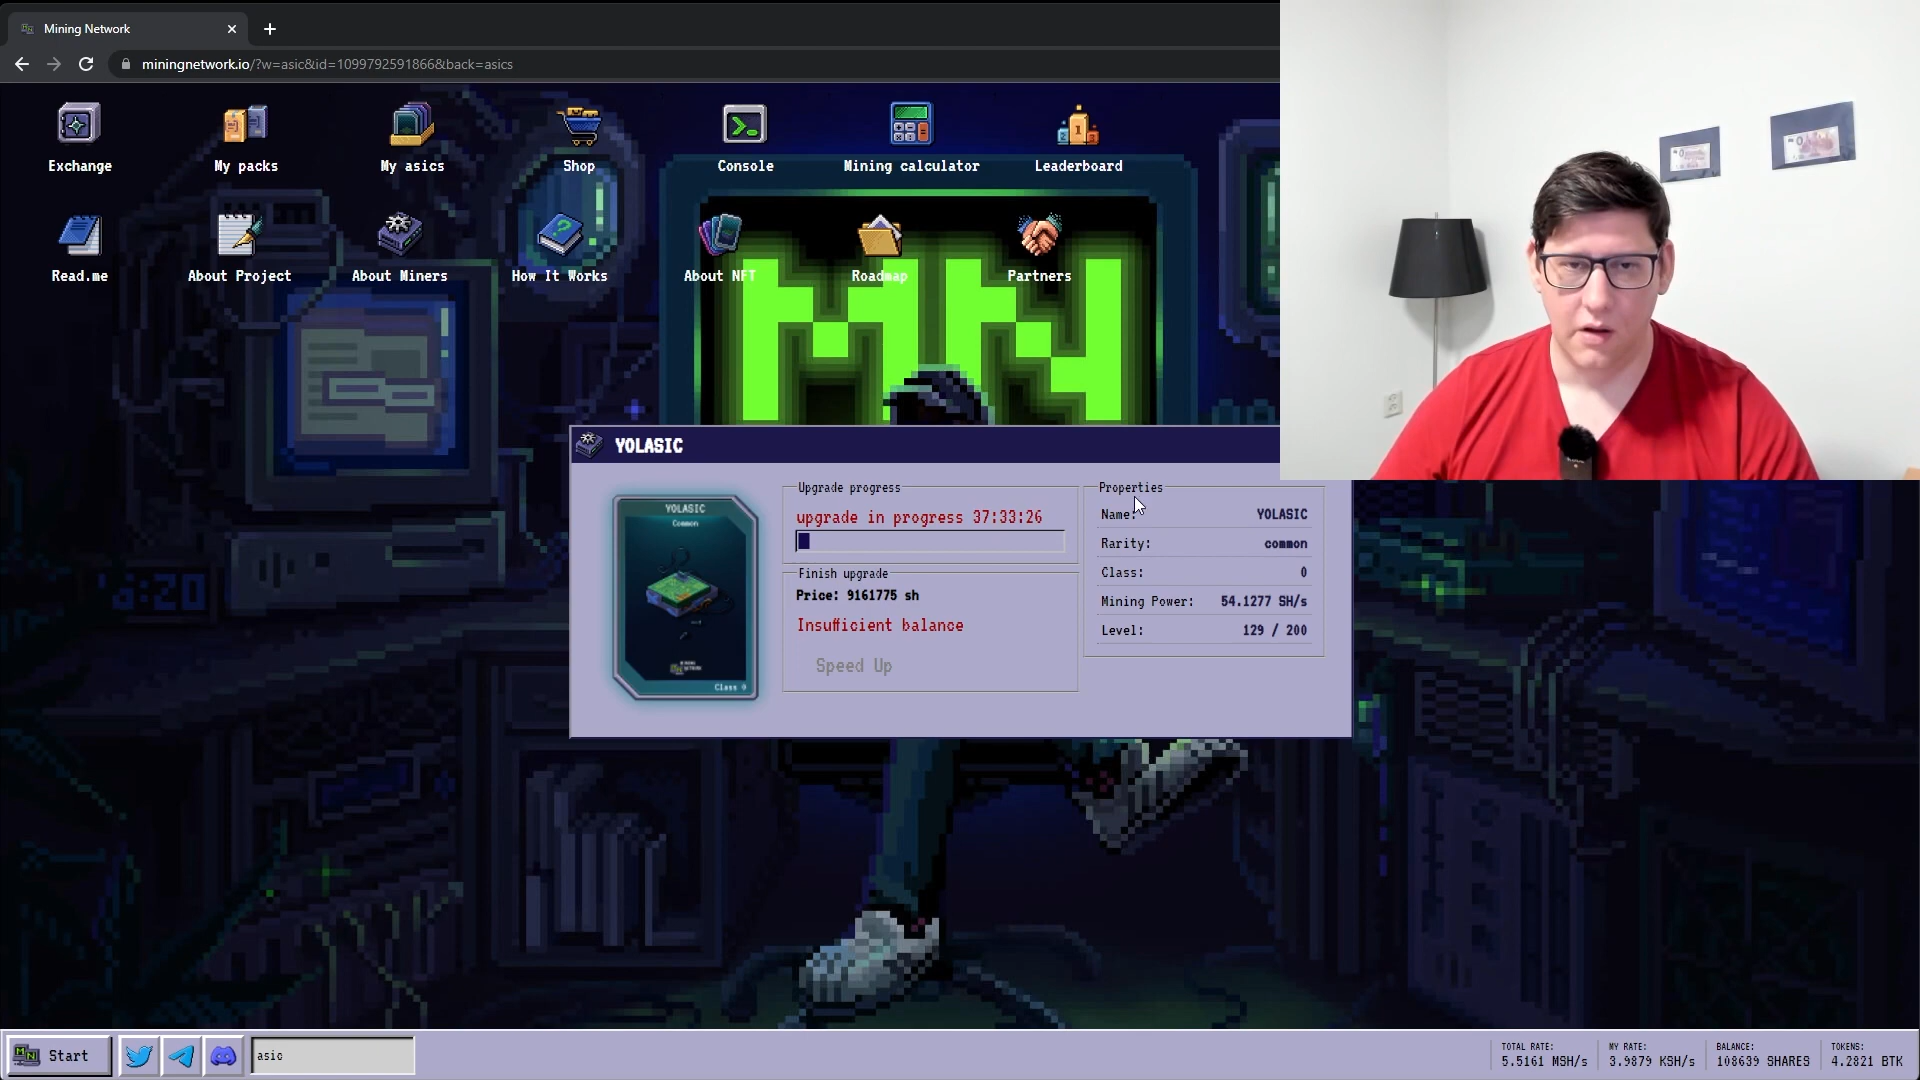 Mining Network
miningnetwork.io/?w=asic&id=1099792591866&back=asics
Exchange
My packs
My asics
Shop
Console
Mining calculator
Leaderboard
Read.me
About Project
About Miners
How It Works
About NFT
Roadmap
Partners
MN
6:20
YOLASIC
YOLASIC
Common
Class 0
Upgrade progress
upgrade in progress 37:33:26
Finish upgrade
Price: 9161775 sh
Insufficient balance
Speed Up
Properties
Name: YOLASIC
Rarity: common
Class: 0
Mining Power: 54.1277 SH/s
Level: 129 / 200
Start
asic
TOTAL RATE:
5.5161 MSH/s
MY RATE:
3.9879 KSH/s
BALANCE:
108639 SHARES
TOKENS:
4.2821 BTK